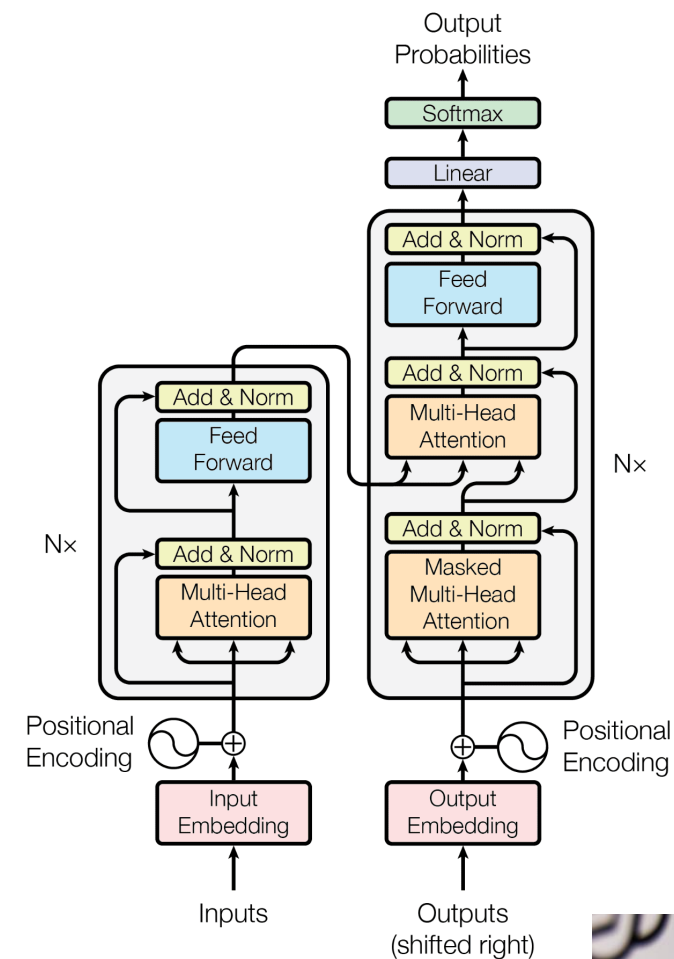 Output
Probabilities
Softmax
Linear
Add & Norm
Feed
Forward
Add & Norm
Multi-Head
Attention
Add & Norm
Masked
Multi-Head
Attention
Nx
Add & Norm
Feed
Forward
Add & Norm
Multi-Head
Attention
N×
Positional
Encoding
Positional
Encoding
Input
Embedding
Output
Embedding
Inputs
Outputs
(shifted right)